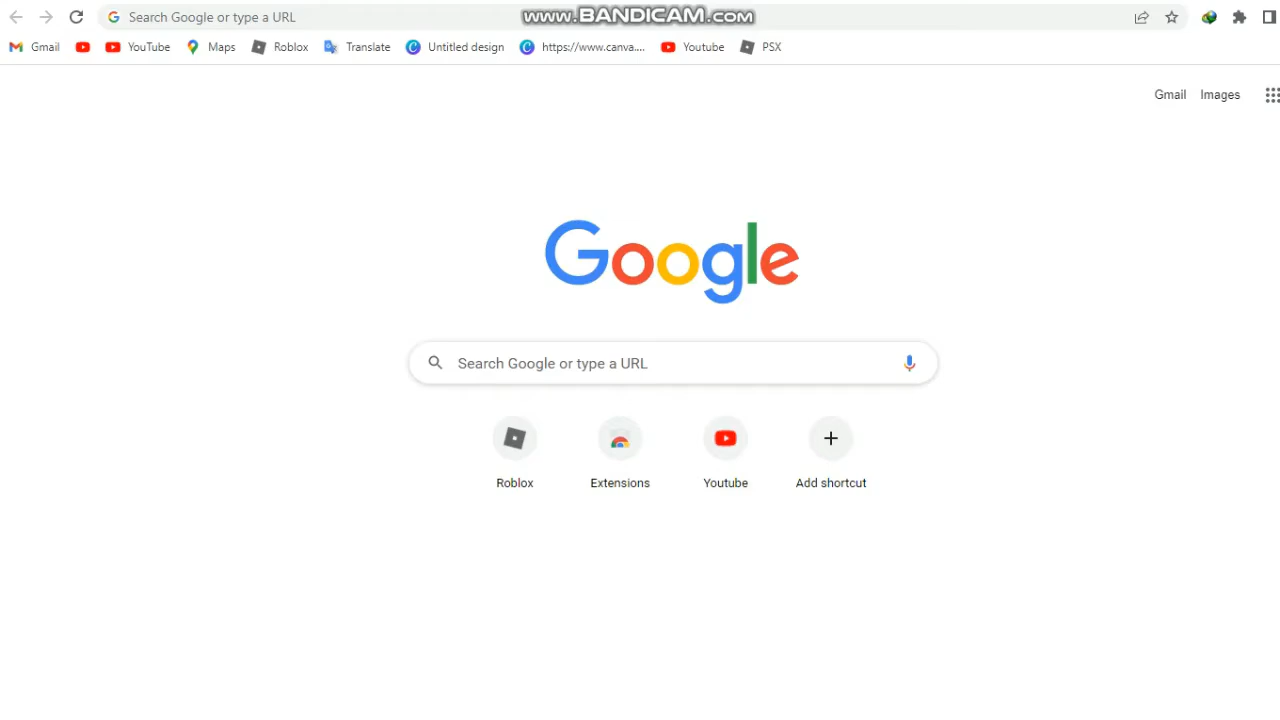 Search Google or type a URL
www.BANDICAM.com
Gmail YouTube Maps Roblox Translate Untitled design https://www.canva.... Youtube PSX
Gmail Images
Google
Search Google or type a URL
Roblox Extensions Youtube Add shortcut